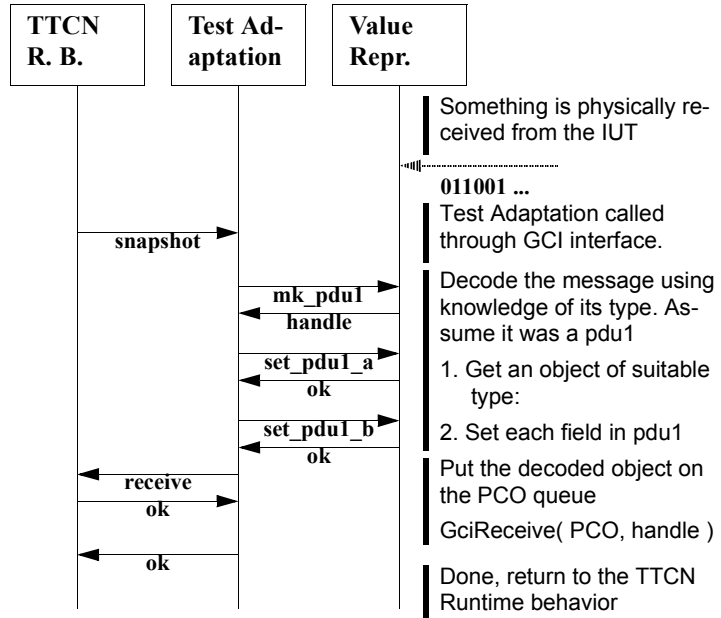 TTCN
R. B.
Test Ad-
aptation
Value
Repr.
Something is physically re-
ceived from the IUT
011001 ...
Test Adaptation called
through GCI interface.
snapshot
Decode the message using
knowledge of its type. As-
sume it was a pdu1
mk_pdu1
handle
set_pdu1_a
ok
1. Get an object of suitable
type:
set_pdu1_b
ok
2. Set each field in pdu1
Put the decoded object on
the PCO queue
receive
ok
GciReceive( PCO, handle )
ok
Done, return to the TTCN
Runtime behavior